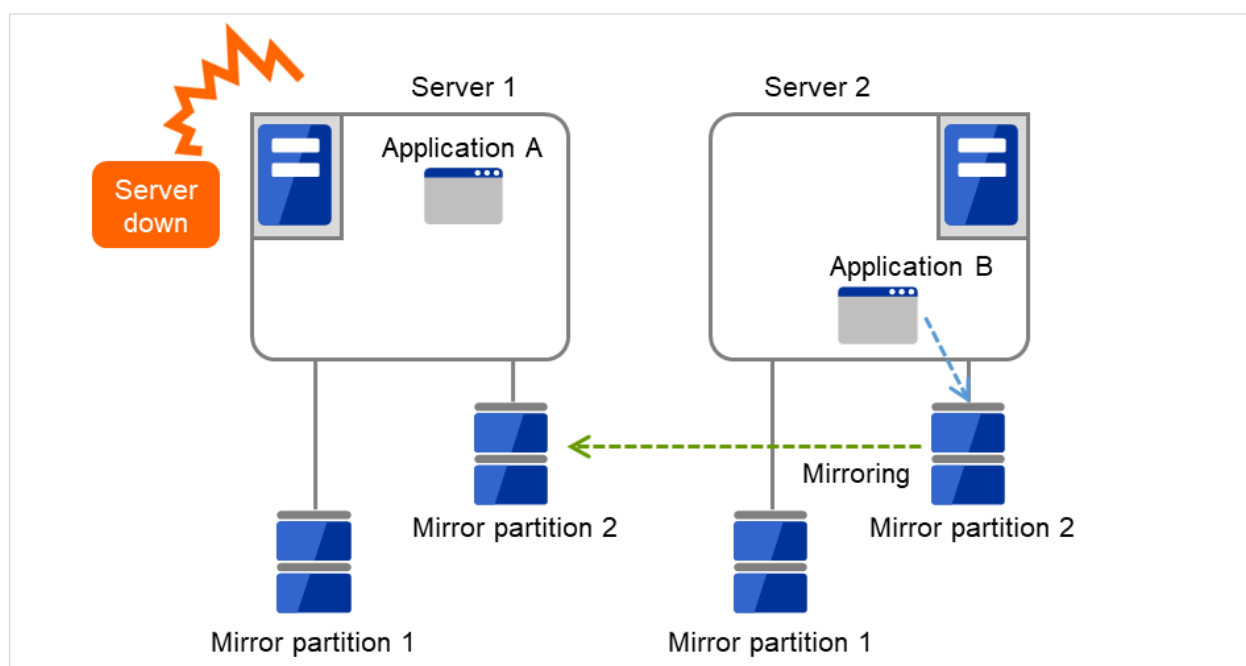 Server 1
Server 2
Application A
Server
down
Application B
Mirroring
Mirror partition 2
Mirror partition 2
Mirror partition 1
Mirror partition 1